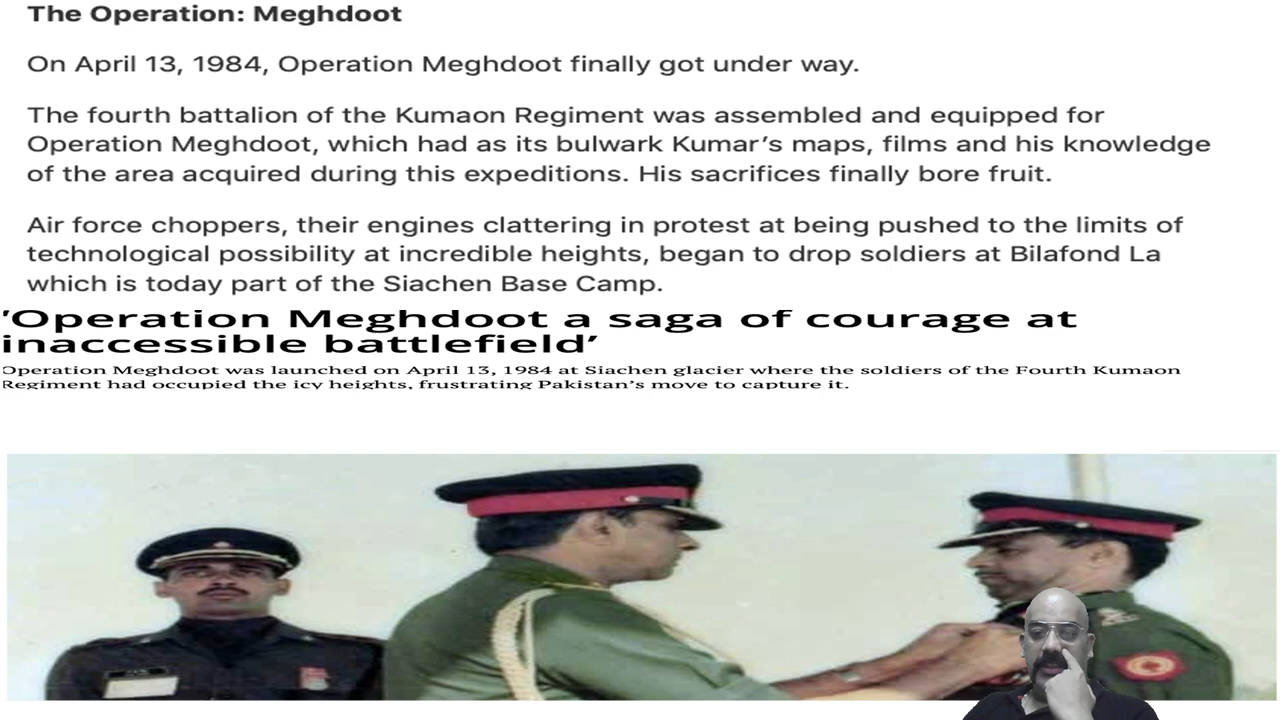 The Operation: Meghdoot
On April 13, 1984, Operation Meghdoot finally got under way.
The fourth battalion of the Kumaon Regiment was assembled and equipped for
Operation Meghdoot, which had as its bulwark Kumar’s maps, films and his knowledge
of the area acquired during this expeditions. His sacrifices finally bore fruit.
Air force choppers, their engines clattering in protest at being pushed to the limits of
technological possibility at incredible heights, began to drop soldiers at Bilafond La
which is today part of the Siachen Base Camp.
‘Operation Meghdoot a saga of courage at
inaccessible battlefield’
Operation Meghdoot was launched on April 13, 1984 at Siachen glacier where the soldiers of the Fourth Kumaon
Regiment had occupied the icy heights, frustrating Pakistan’s move to capture it.